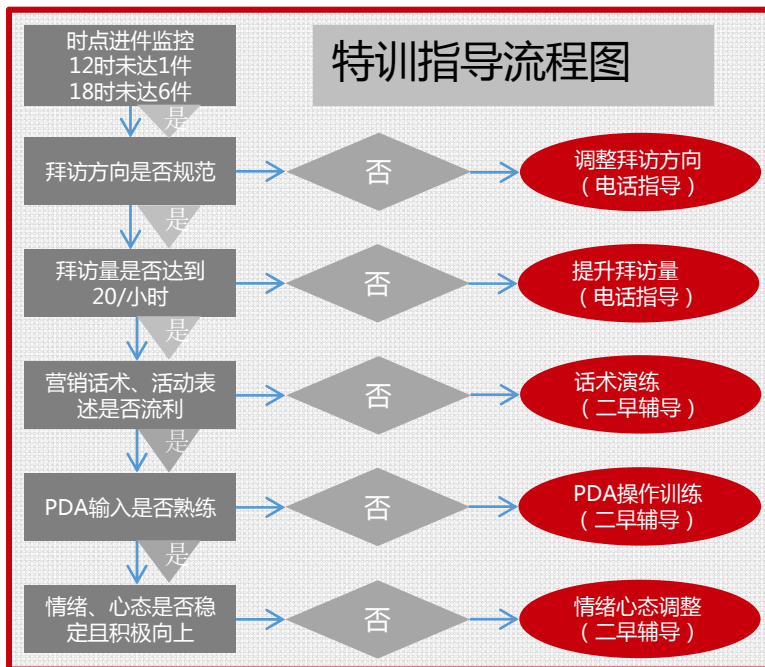 特训指导流程图
时点进件监控
12时未达1件
18时未达6件
是
拜访方向是否规范
否
调整拜访方向
（电话指导）
是
拜访量是否达到
20/小时
否
提升拜访量
（电话指导）
是
营销话术、活动表
述是否流利
否
话术演练
（二早辅导）
是
PDA输入是否熟练
否
PDA操作训练
（二早辅导）
是
情绪、心态是否稳
定且积极向上
否
情绪心态调整
（二早辅导）